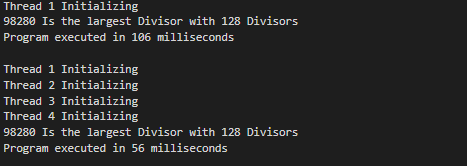 Thread 1 Initializing
98280 Is the largest Divisor with 128 Divisors
Program executed in 106 milliseconds
Thread 1 Initializing
Thread 2 Initializing
Thread 3 Initializing
Thread 4 Initializing
98280 Is the largest Divisor with 128 Divisors
Program executed in 56 milliseconds